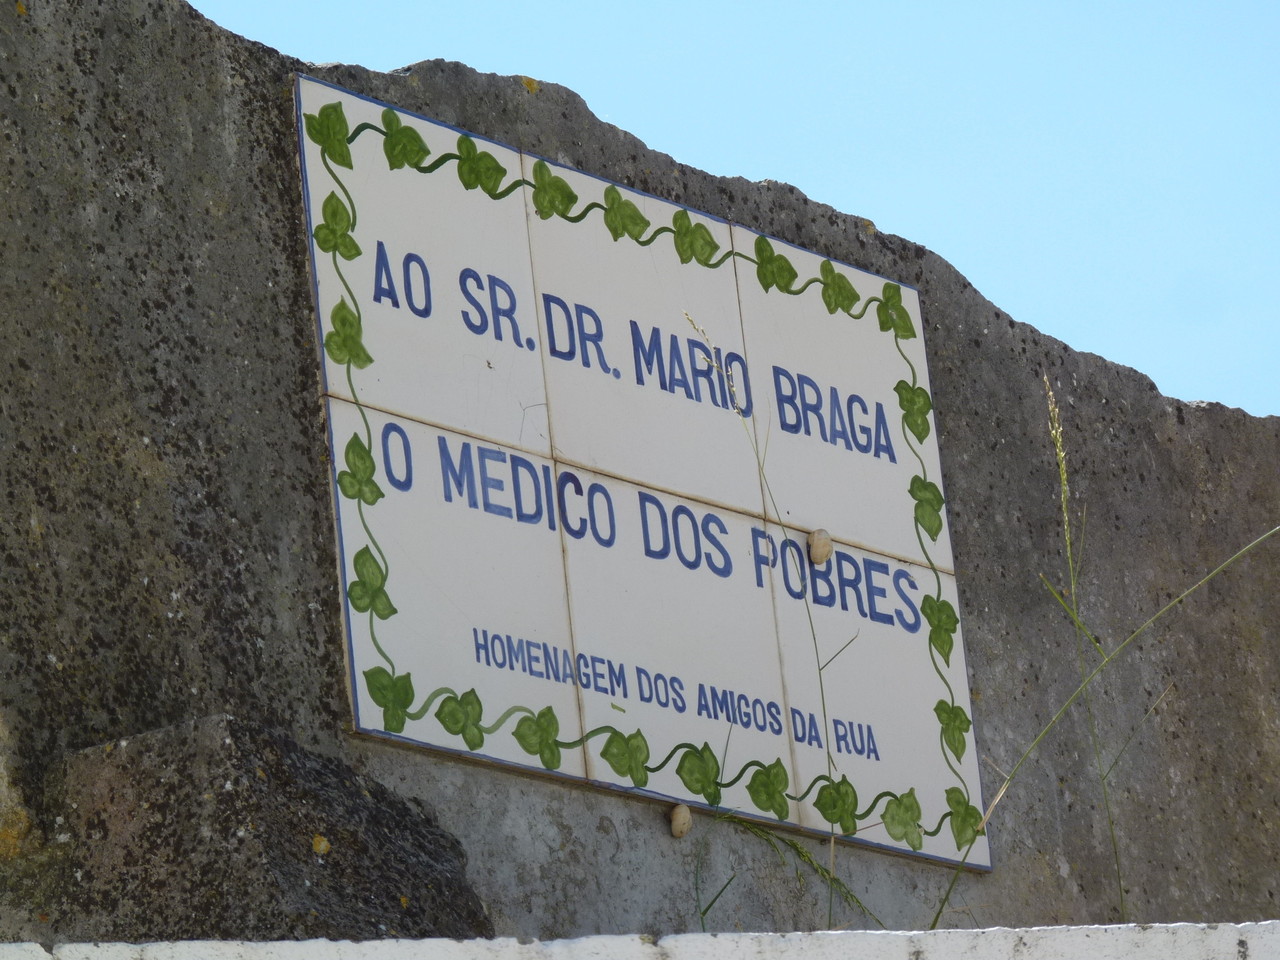 AO SR. DR. MARIO BRAGA
O MEDICO DOS POBRES
HOMENAGEM DOS AMIGOS DA RUA